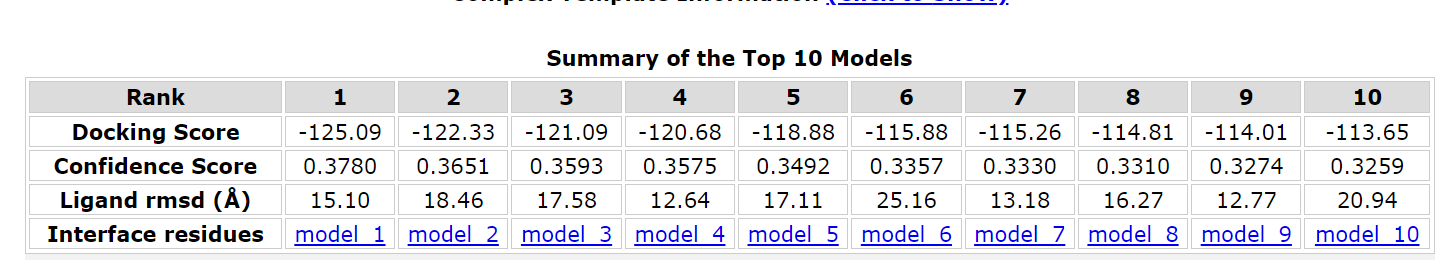 Complex Template Information (Click to Show)
Summary of the Top 10 Models
Rank 1 2 3 4 5 6 7 8 9 10
Docking Score -125.09 -122.33 -121.09 -120.68 -118.88 -115.88 -115.26 -114.81 -114.01 -113.65
Confidence Score 0.3780 0.3651 0.3593 0.3575 0.3492 0.3357 0.3330 0.3310 0.3274 0.3259
Ligand rmsd (Å) 15.10 18.46 17.58 12.64 17.11 25.16 13.18 16.27 12.77 20.94
Interface residues model_1 model_2 model_3 model_4 model_5 model_6 model_7 model_8 model_9 model_10